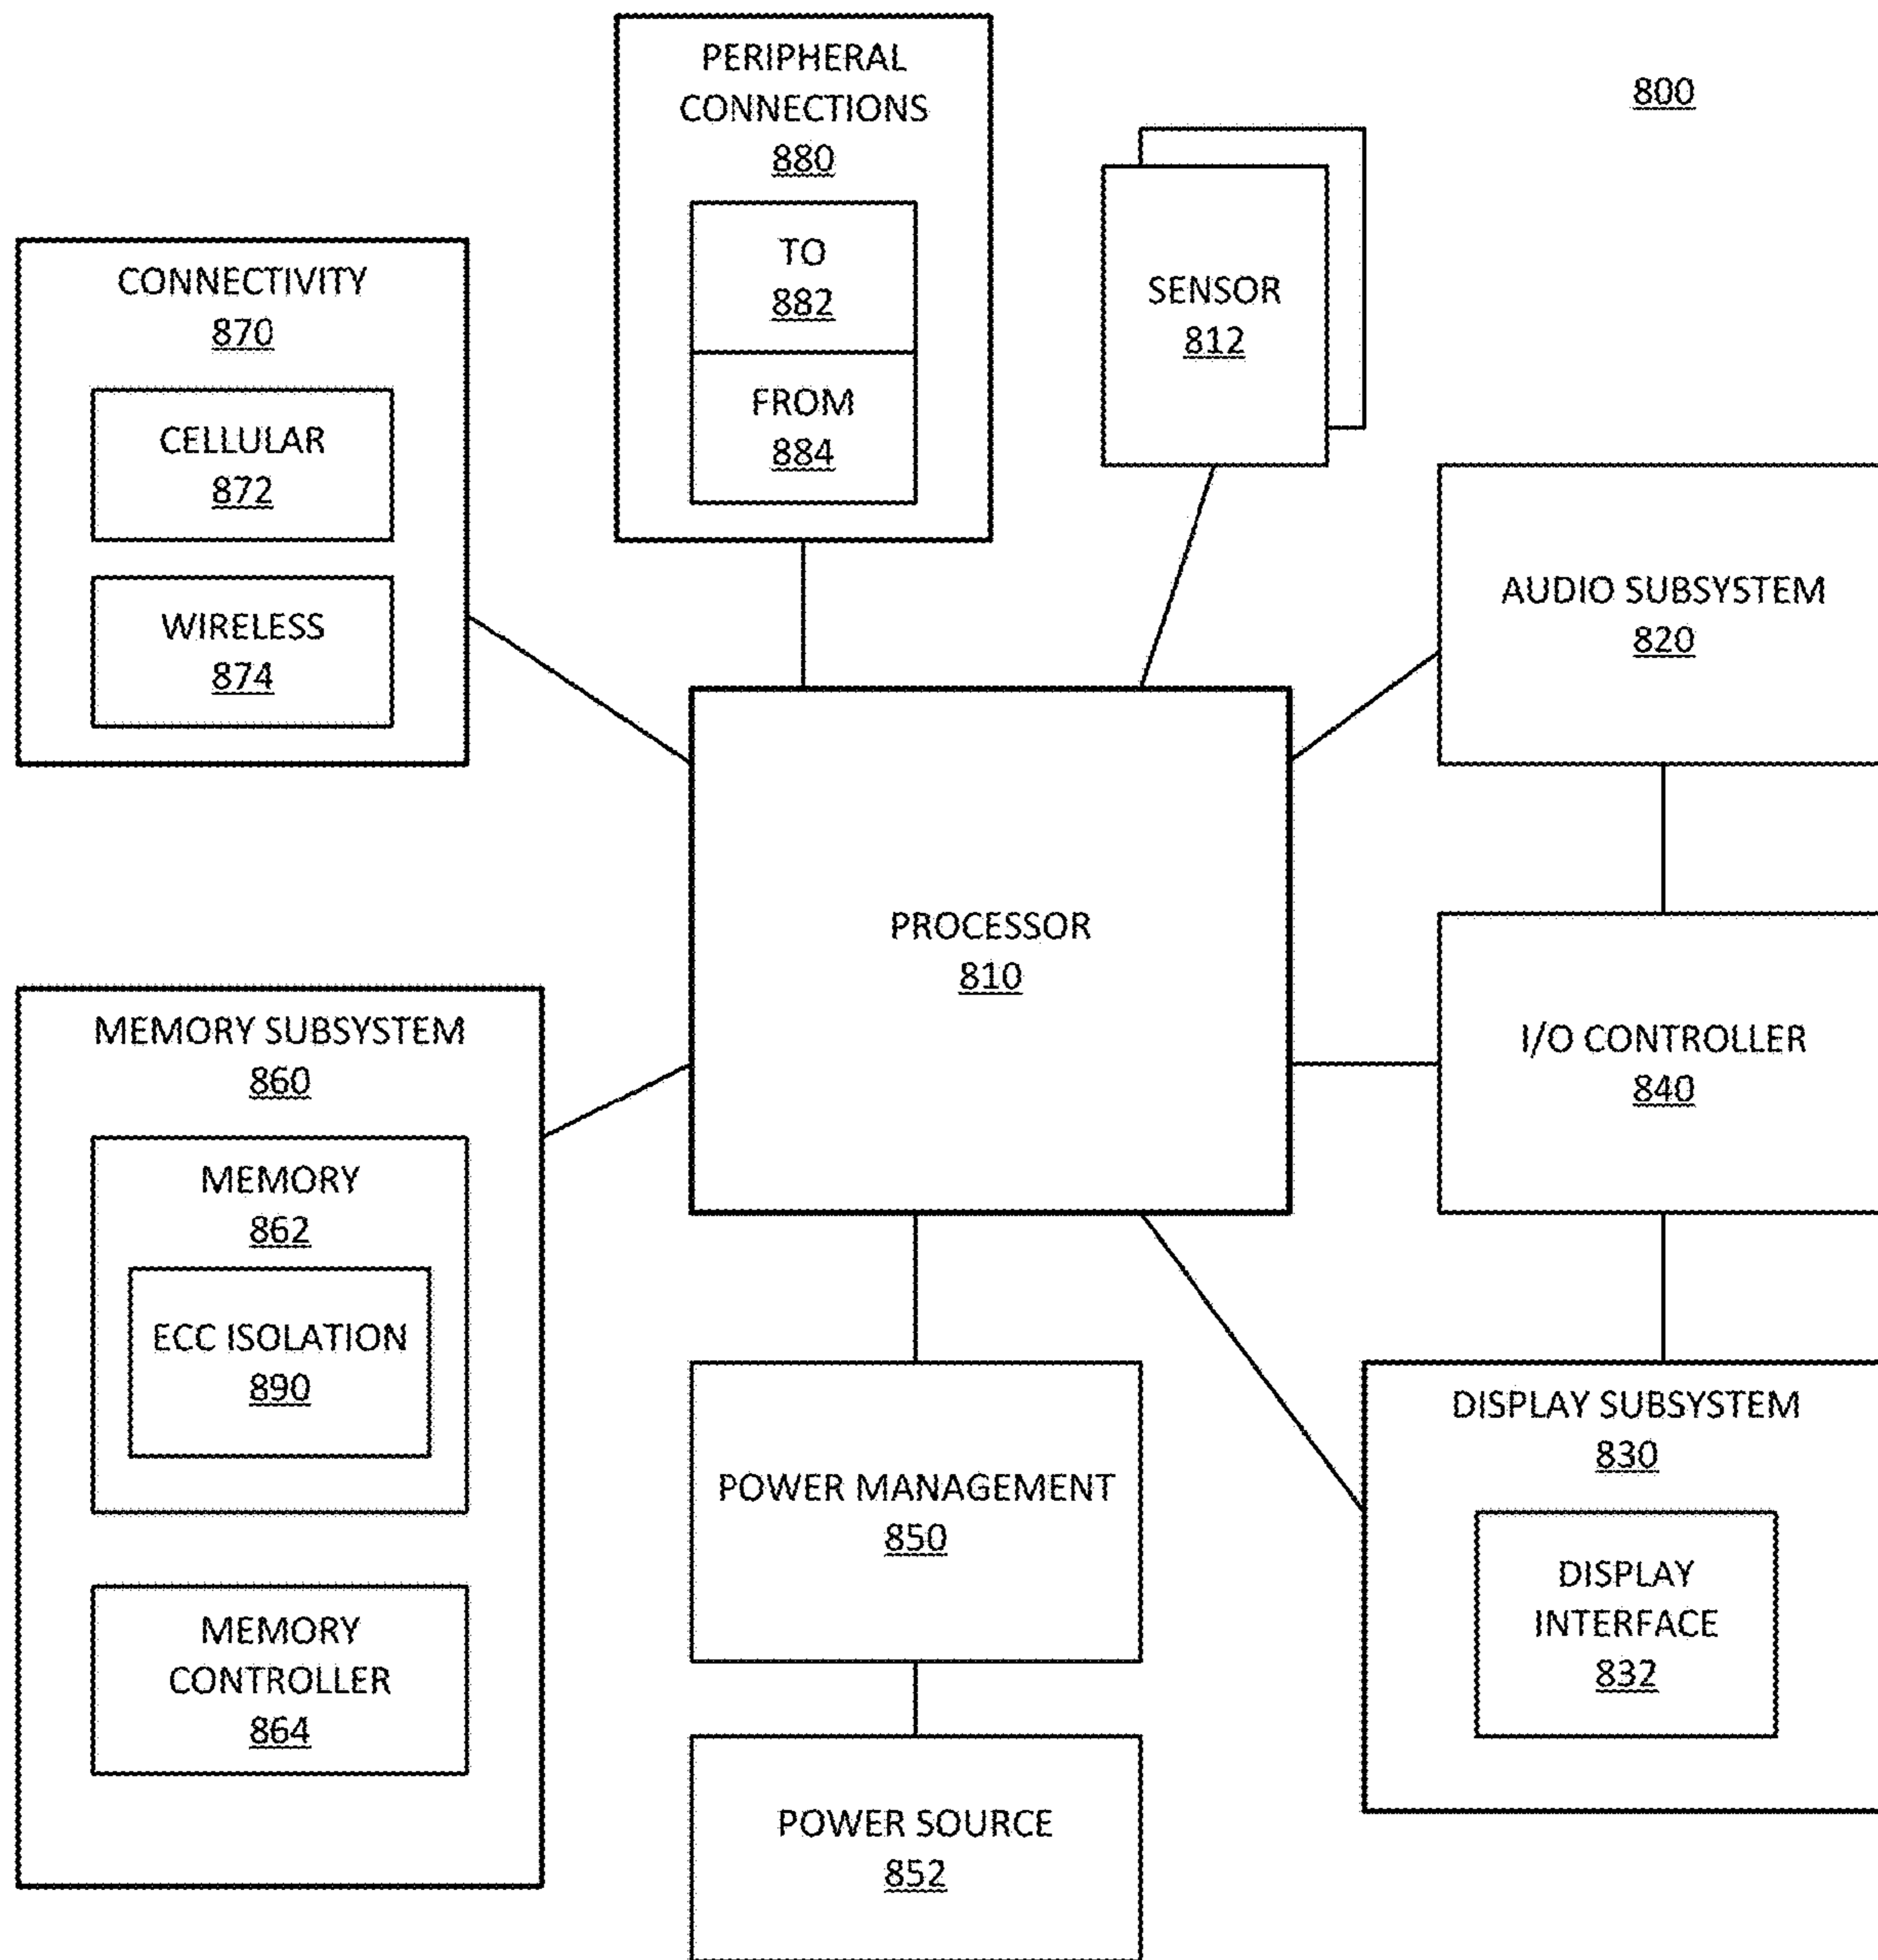 800
PERIPHERAL
CONNECTIONS
880
TO
882
FROM
884
SENSOR
812
CONNECTIVITY
870
CELLULAR
872
WIRELESS
874
AUDIO SUBSYSTEM
820
PROCESSOR
810
I/O CONTROLLER
840
MEMORY SUBSYSTEM
860
MEMORY
862
ECC ISOLATION
890
MEMORY
CONTROLLER
864
POWER MANAGEMENT
850
POWER SOURCE
852
DISPLAY SUBSYSTEM
830
DISPLAY
INTERFACE
832